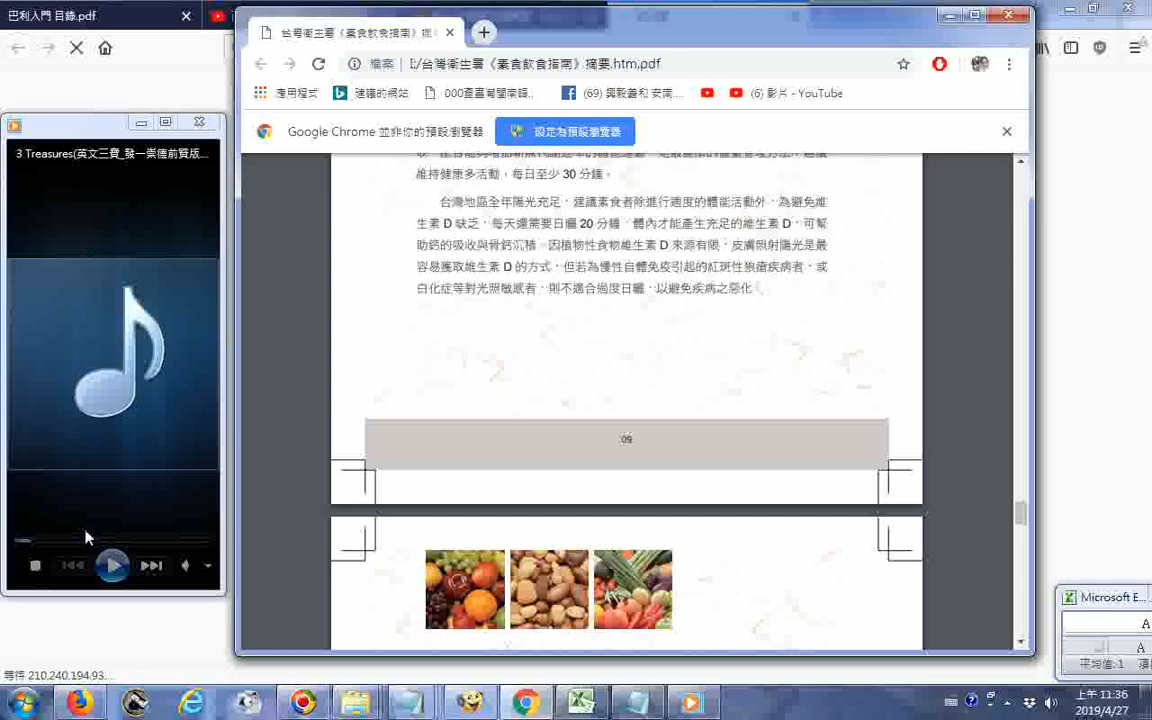 巴利入門 目錄.pdf
台灣衛生署《素食飲食指南》摘
檔案 | I:/台灣衛生署《素食飲食指南》摘要.htm.pdf
應用程式
建議的網站
(69) 興毅義和 安南...
(6) 影片 - YouTube
Google Chrome 並非你的預設瀏覽器
設定為預設瀏覽器
3 Treasures(英文三寶_發一崇德前賢版...
維持健康多活動，每日至少 30 分鐘。
台灣地區全年陽光充足，建議素食者除進行適度的體能活動外，為避免維
生素 D 缺乏，每天還需要日曬 20 分鐘，體內才能產生充足的維生素 D，可幫
助鈣的吸收與骨鈣沉積。因植物性食物維生素 D 來源有限，皮膚照射陽光是最
容易獲取維生素 D 的方式，但若為慢性自體免疫引起的紅斑性狼瘡疾病者，或
白化症等對光照敏感者，則不適合過度日曬，以避免疾病之惡化。
09
等待 210.240.194.93...
Microsoft E...
A
A
平均值: 1
上午 11:36
2019/4/27